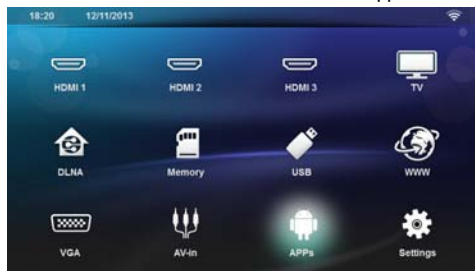 18:20 12/11/2013
HDMI 1 HDMI 2 HDMI 3 TV
DLNA Memory USB WWW
VGA AV-in APPs Settings